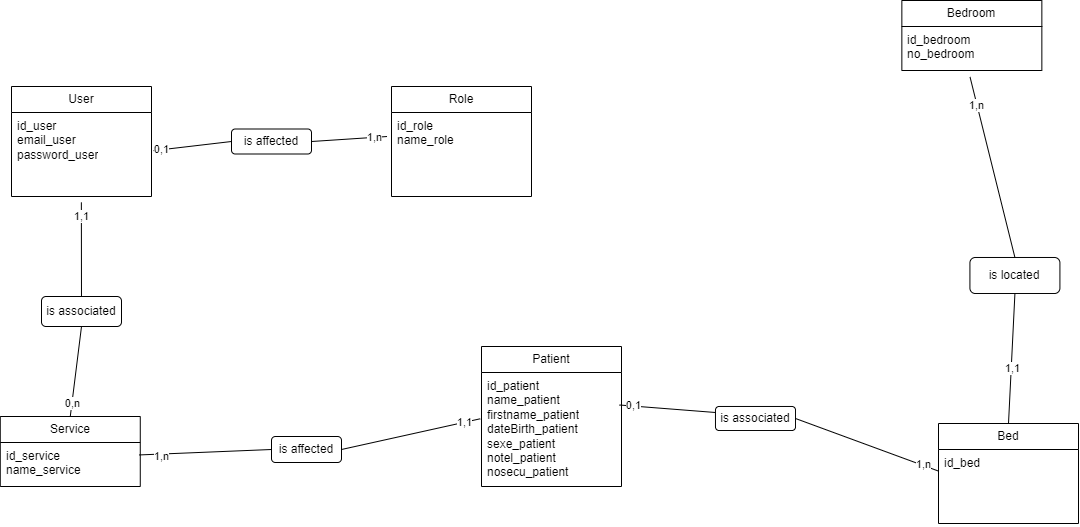 Bedroom
id_bedroom
no_bedroom
User
id_user
email_user
password_user
0,1
is affected
1,n
Role
id_role
name_role
1,n
1,1
is associated
0,n
is located
1,1
Service
id_service
name_service
1,n
is affected
1,1
Patient
id_patient
name_patient
firstname_patient
dateBirth_patient
sexe_patient
notel_patient
nosecu_patient
0,1
is associated
1,n
Bed
id_bed